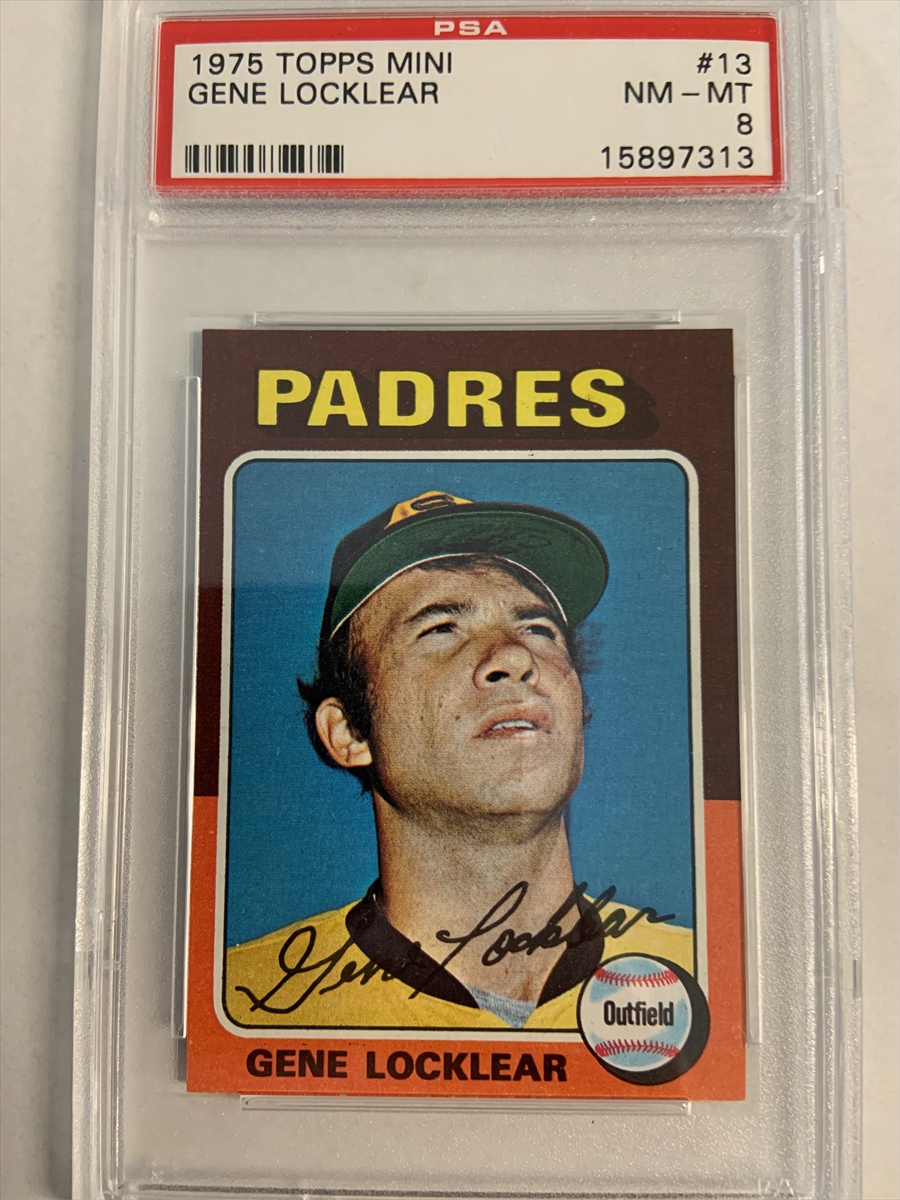 PSA
1975 TOPPS MINI #13
GENE LOCKLEAR NM – MT
8
15897313
PADRES
Gene Locklear
Outfield
GENE LOCKLEAR